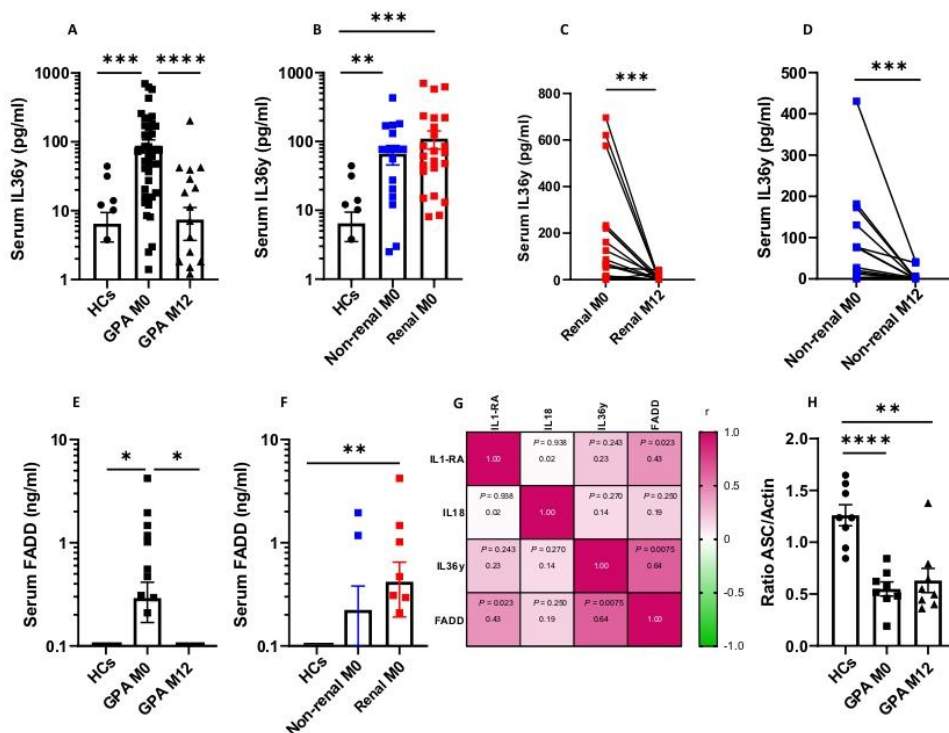 A
B
C
D
*** ****
Serum IL36y (pg/ml)
1000
100
10
1
HCs
GPA M0
GPA M12
***
**
Serum IL36y (pg/ml)
1000
100
10
1
HCs
Non-renal M0
Renal M0
***
Serum IL36y (pg/ml)
800
600
400
200
0
Renal M0
Renal M12
***
Serum IL36y (pg/ml)
500
400
300
200
100
0
Non-renal M0
Non-renal M12
E
F
G
H
* *
Serum FADD (ng/ml)
10
1
0.1
HCs
GPA M0
GPA M12
**
Serum FADD (ng/ml)
10
1
0.1
HCs
Non-renal M0
Renal M0
IL1-RA IL18 IL36y FADD r
IL1-RA 1.00 P = 0.938 0.02 P = 0.243 0.23 P = 0.023 0.43
IL18 P = 0.938 0.02 1.00 P = 0.270 0.14 P = 0.250 0.19
IL36y P = 0.243 0.23 P = 0.270 0.14 1.00 P = 0.0075 0.64
FADD P = 0.023 0.43 P = 0.250 0.19 P = 0.0075 0.64 1.00
1.0
0.5
0
-0.5
-1.0
**
****
Ratio ASC/Actin
2.0
1.5
1.0
0.5
0.0
HCs
GPA M0
GPA M12